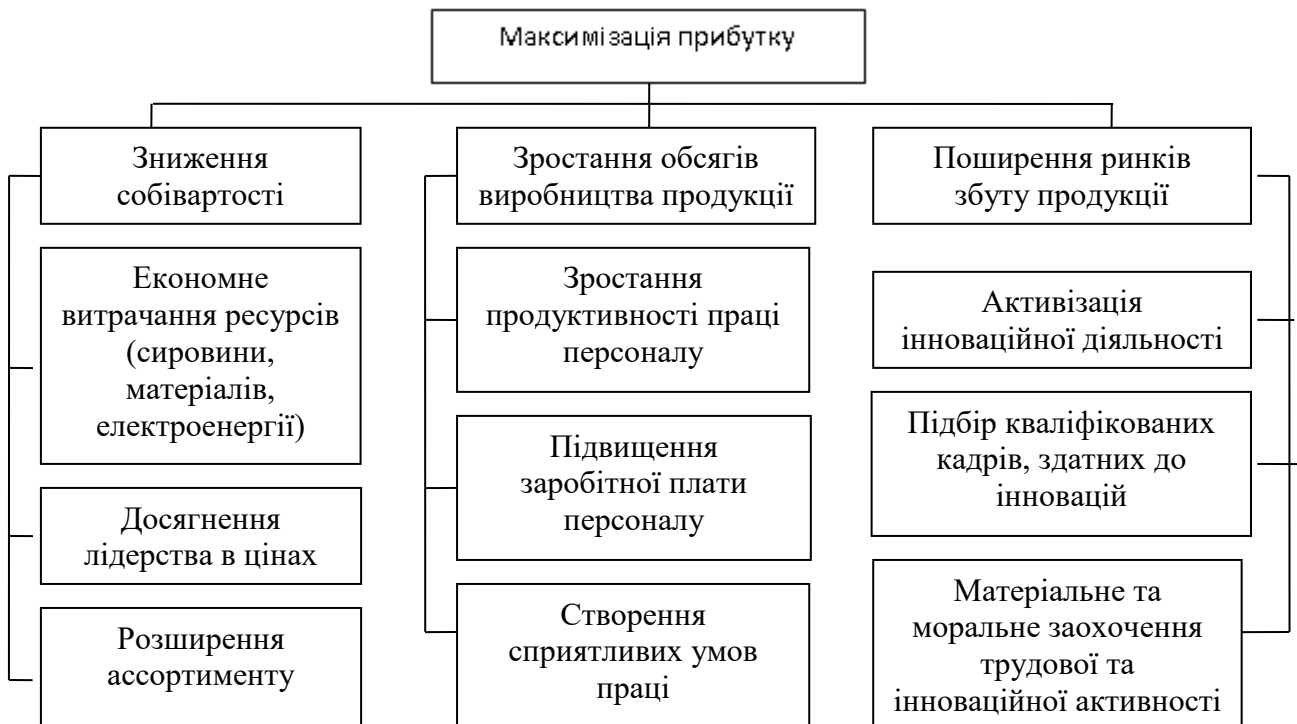 Максимізація прибутку
Зниження
собівартості
Економне
витрачання ресурсів
(сировини,
матеріалів,
електроенергії)
Досягнення
лідерства в цінах
Розширення
ассортименту
Зростання обсягів
виробництва продукції
Зростання
продуктивності праці
персоналу
Підвищення
заробітної плати
персоналу
Створення
сприятливих умов
праці
Поширення ринків
збуту продукції
Активізація
інноваційної діяльності
Підбір кваліфікованих
кадрів, здатних до
інновацій
Матеріальне та
моральне заохочення
трудової та
інноваційної активності